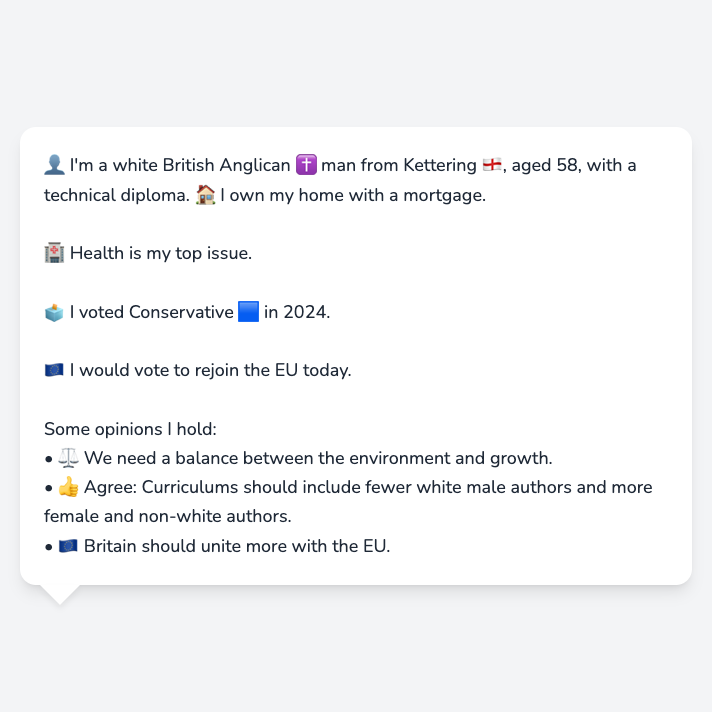 👤 I'm a white British Anglican ✝️ man from Kettering 🏴󠁧󠁢󠁥󠁮󠁧󠁿, aged 58, with a
technical diploma. 🏠 I own my home with a mortgage.
🏥 Health is my top issue.
🗳️ I voted Conservative 🟦 in 2024.
🇪🇺 I would vote to rejoin the EU today.
Some opinions I hold:
• ⚖️ We need a balance between the environment and growth.
• 👍 Agree: Curriculums should include fewer white male authors and more
female and non-white authors.
• 🇪🇺 Britain should unite more with the EU.